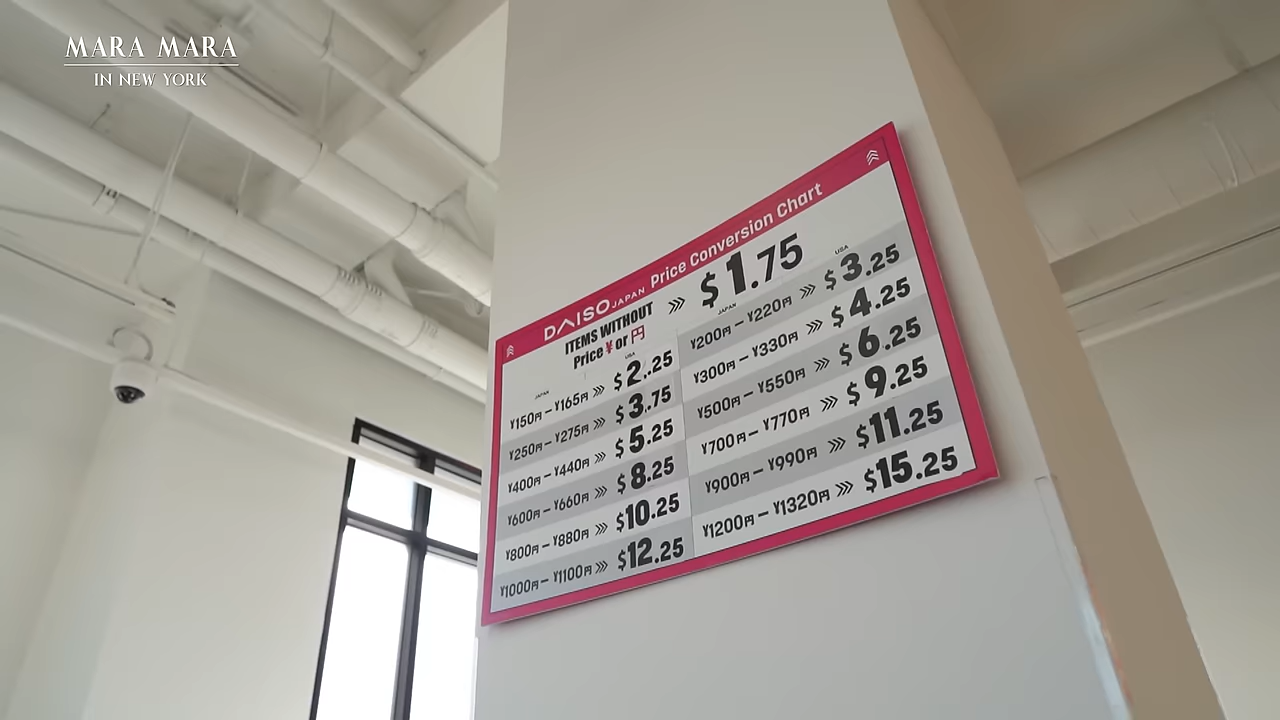 MARA MARA
IN NEW YORK
DAISO JAPAN Price Conversion Chart
ITEMS WITHOUT
Price ¥ or 円
$1.75
JAPAN USA
¥150円 – ¥165円 $2.25
¥250円 – ¥275円 $3.75
¥400円 – ¥440円 $5.25
¥600円 – ¥660円 $8.25
¥800円 – ¥880円 $10.25
¥1000円 – ¥1100円 $12.25
JAPAN USA
¥200円 – ¥220円 $3.25
¥300円 – ¥330円 $4.25
¥500円 – ¥550円 $6.25
¥700円 – ¥770円 $9.25
¥900円 – ¥990円 $11.25
¥1200円 – ¥1320円 $15.25